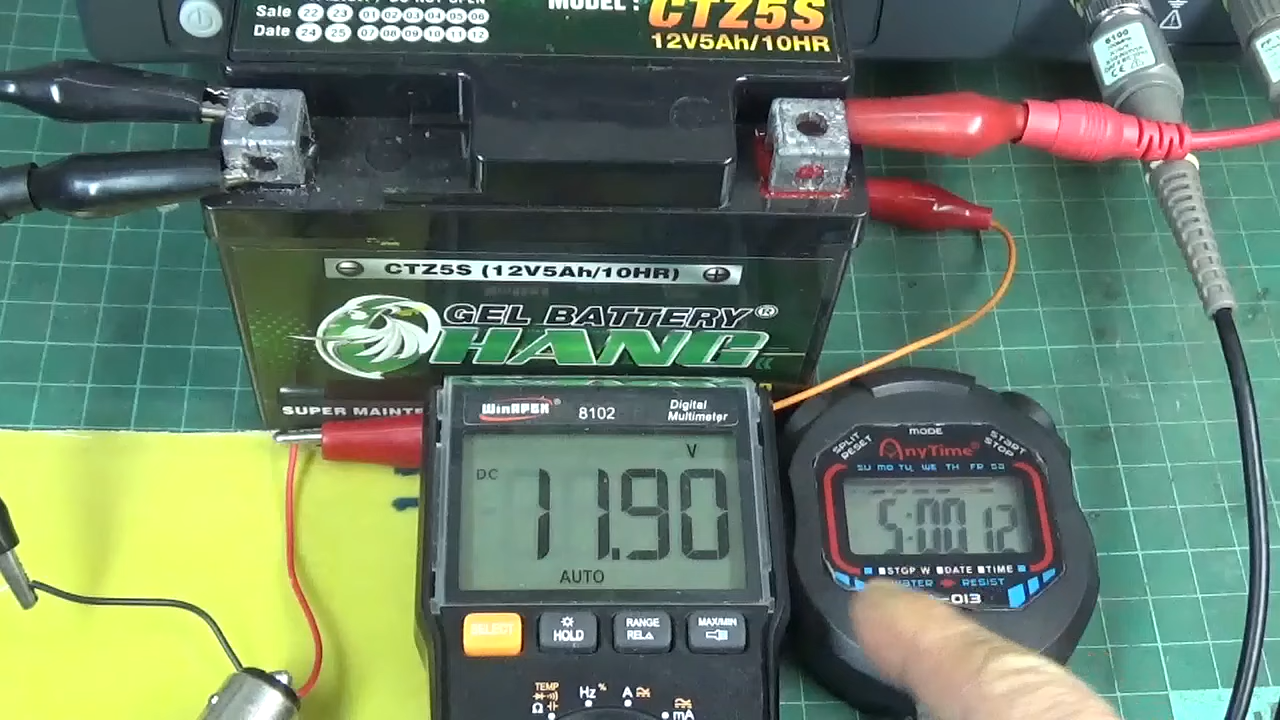 MODEL : CTZ5S
Sale 22 23 01 02 03 04 05 06
Date 24 25 07 08 09 10 11 12
12V5Ah/10HR
CTZ5S (12V5Ah/10HR)
GEL BATTERY®
HANG
SUPER MAINTE
WINAPEX® 8102 Digital Multimeter
V
DC 11.90
AUTO
SELECT HOLD RANGE REL△ MAX/MIN
TEMP
Hz % A
Ω mA
MODE
SPLIT RESET
START STOP
AnyTime
SU MO TU WE TH FR SA
5:00 12
STOP W DATE TIME
WATER RESIST
-013